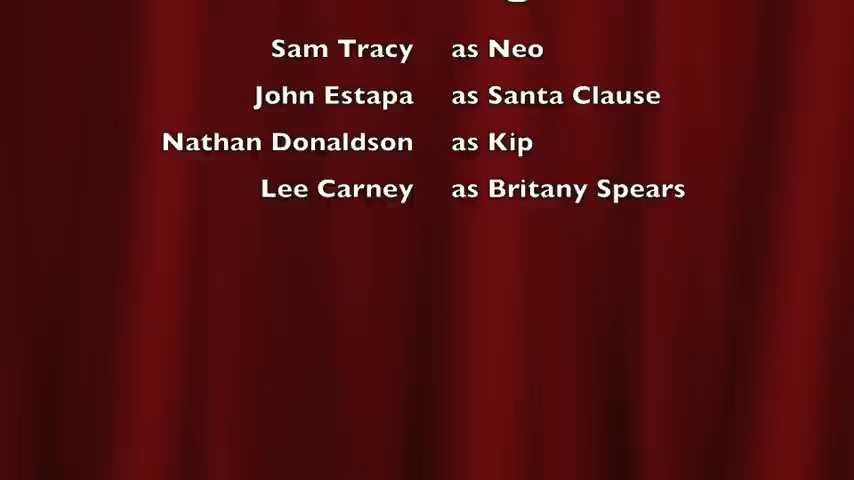 Sam Tracy as Neo
John Estapa as Santa Clause
Nathan Donaldson as Kip
Lee Carney as Britany Spears